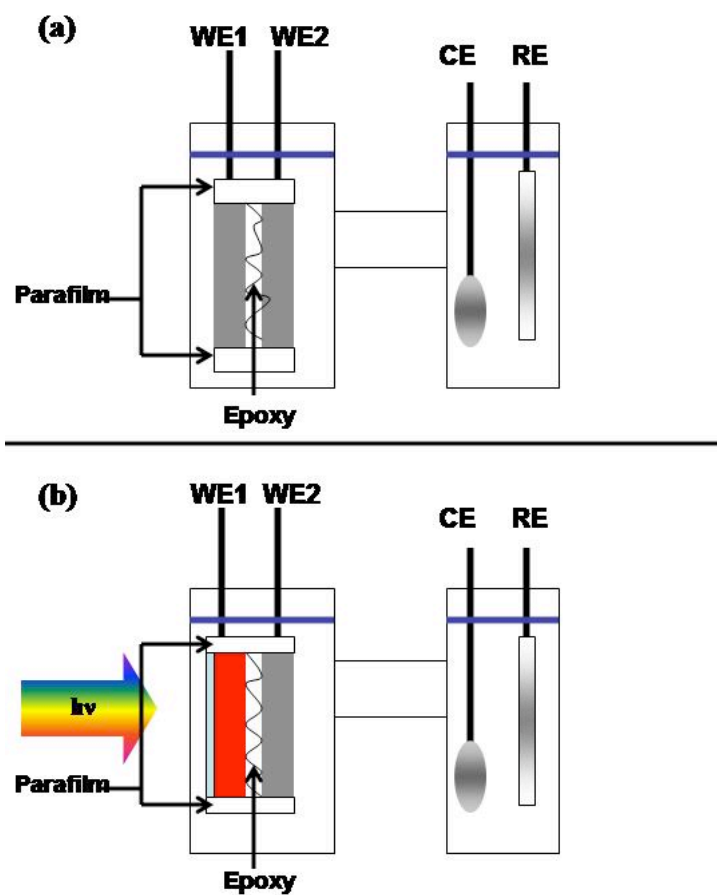 (a)
WE1 WE2
CE RE
Parafilm
Epoxy
(b)
WE1 WE2
CE RE
hν
Parafilm
Epoxy